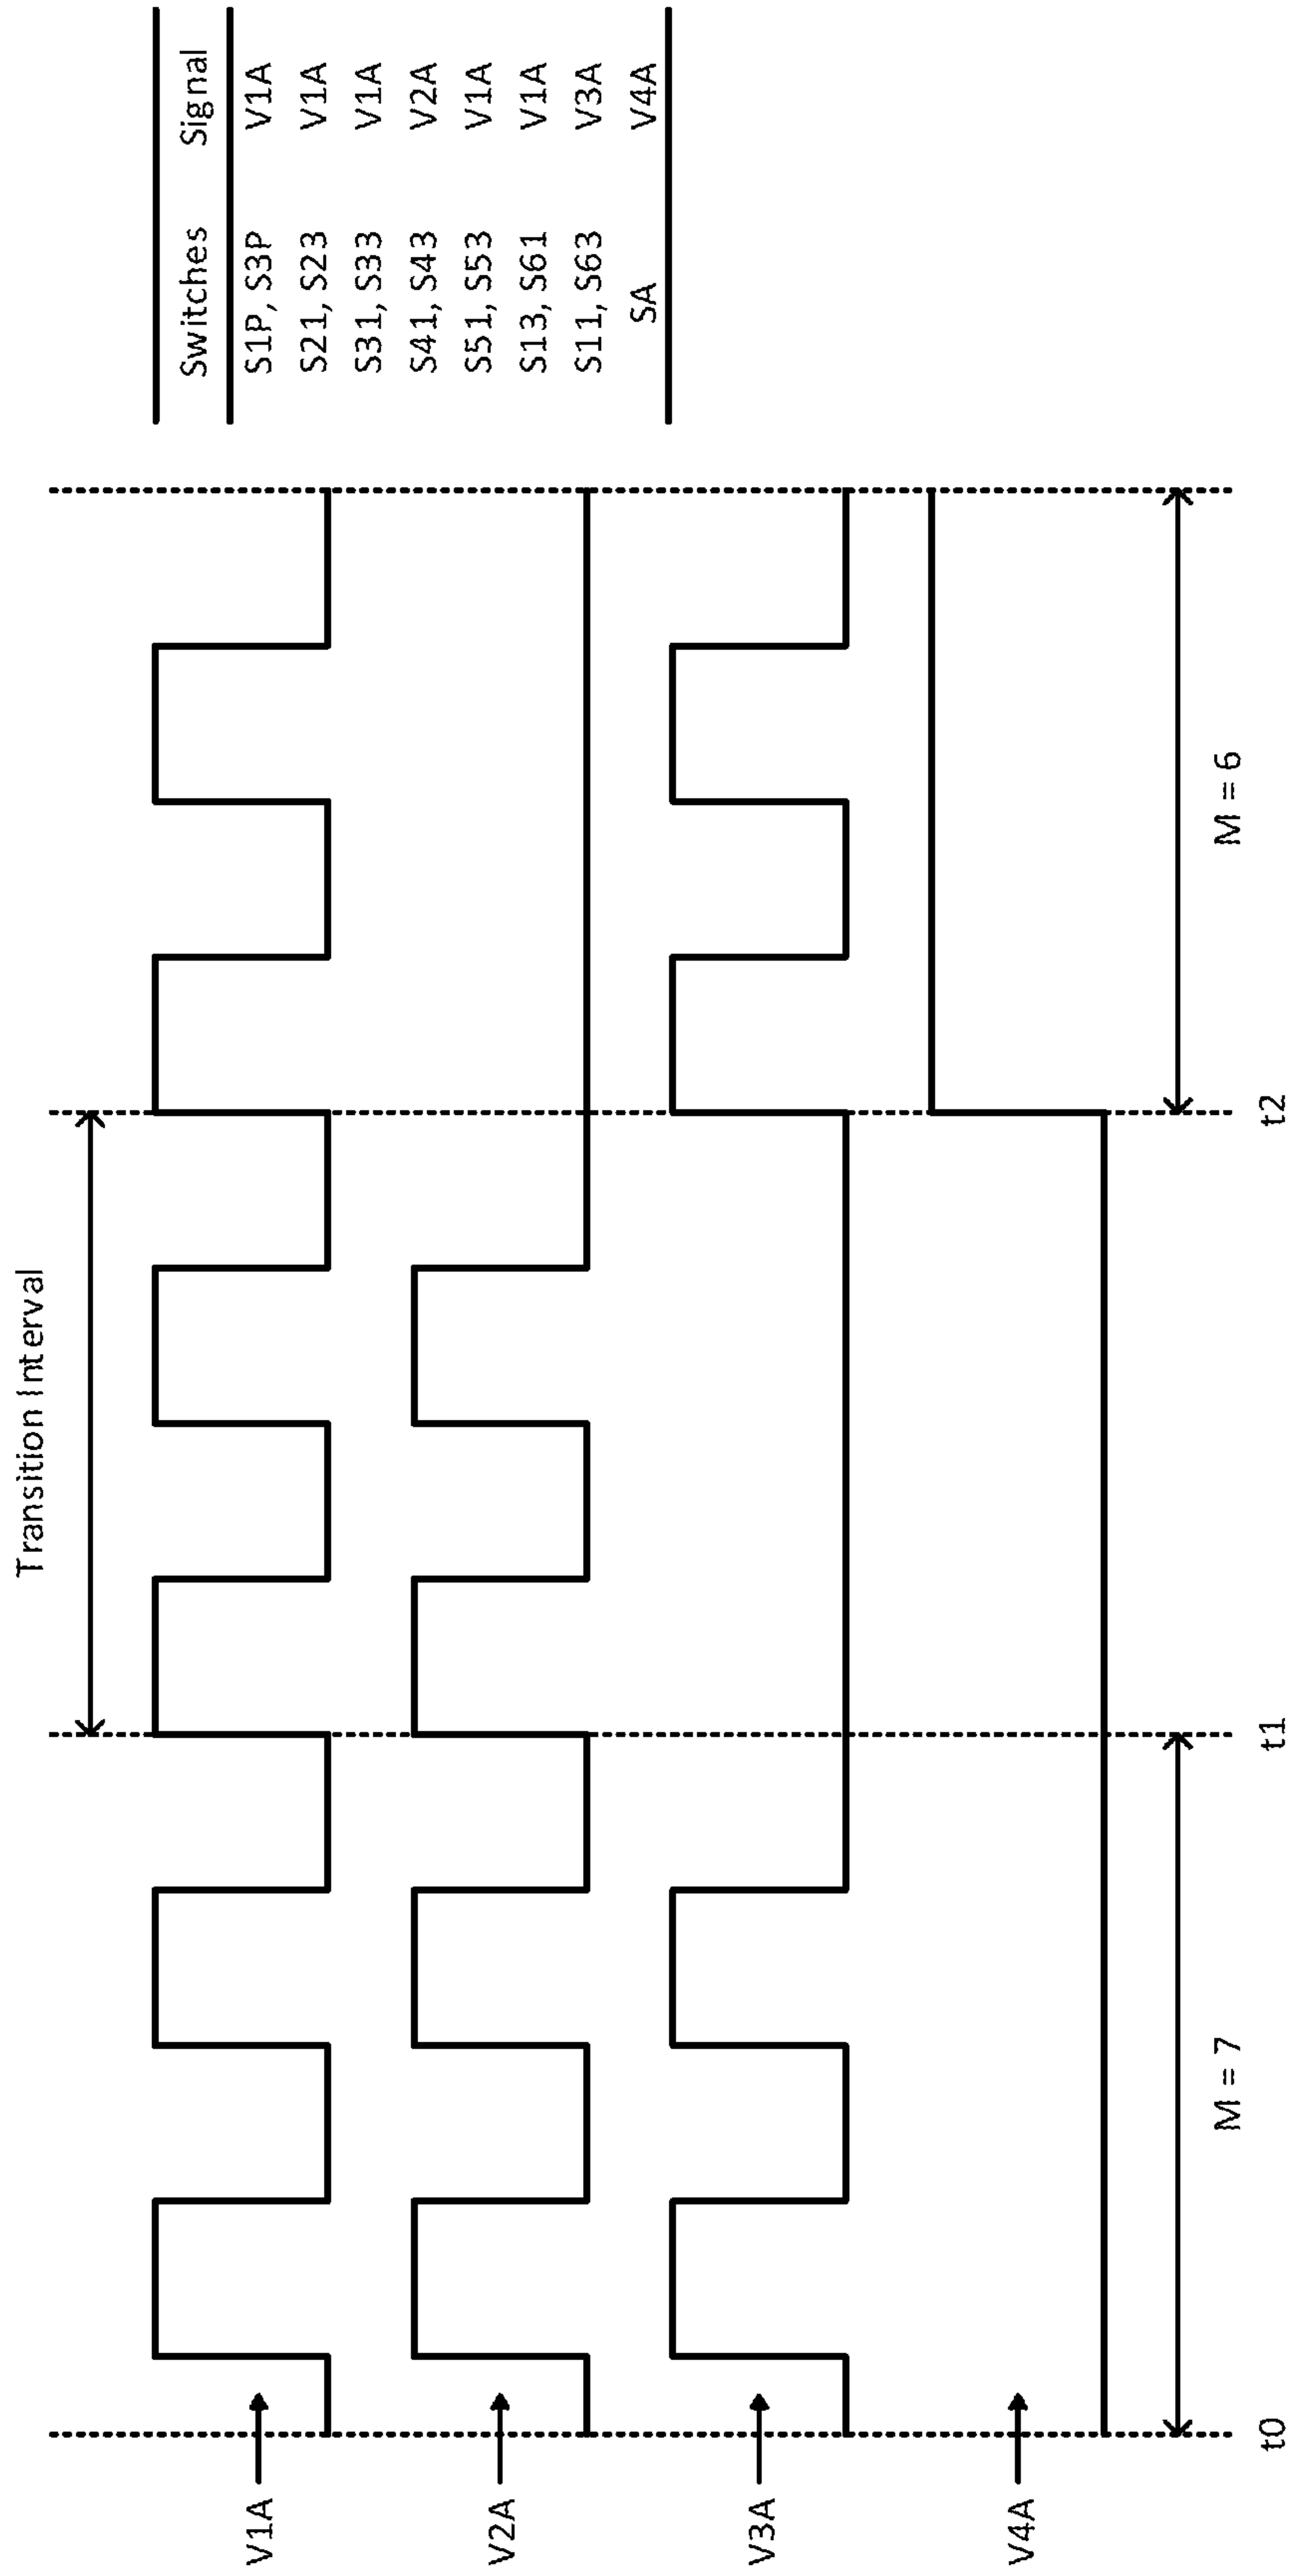 Transition Interval
V1A
V2A
V3A
V4A
M = 7
M = 6
t0
t1
t2
Switches Signal
S1P, S3P V1A
S21, S23 V1A
S31, S33 V1A
S41, S43 V2A
S51, S53 V1A
S13, S61 V1A
S11, S63 V3A
SA V4A